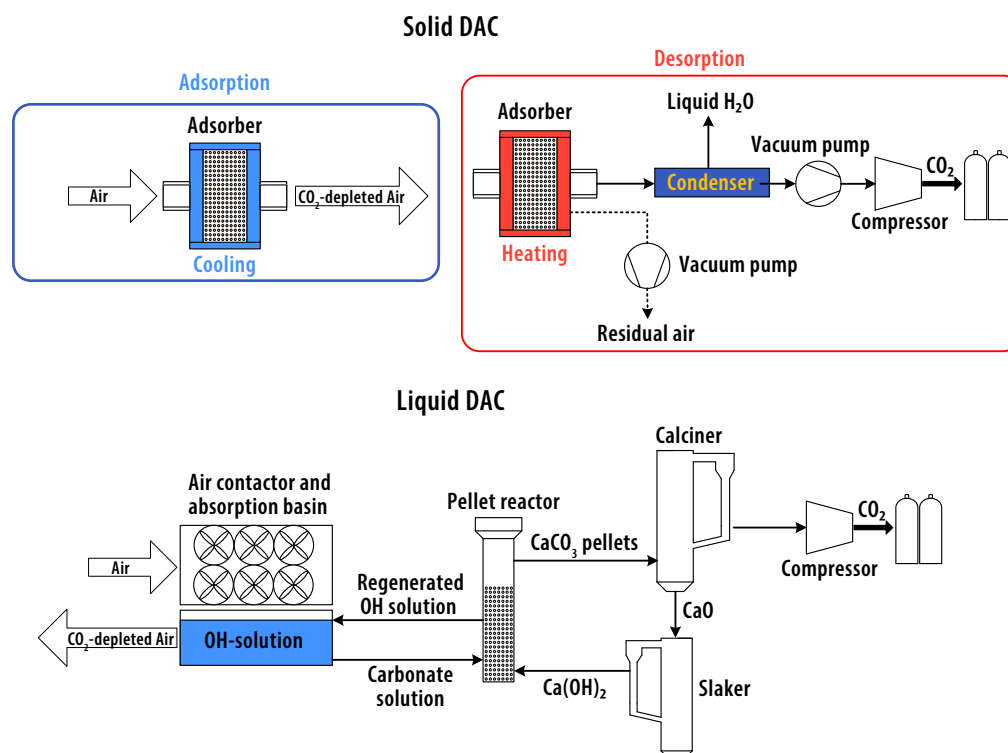 Solid DAC
Adsorption
Adsorber
Air
CO₂-depleted Air
Cooling
Desorption
Adsorber
Heating
Liquid H₂O
Condenser
Vacuum pump
CO₂
Compressor
Vacuum pump
Residual air
Liquid DAC
Air contactor and
absorption basin
Air
CO₂-depleted Air
OH-solution
Regenerated
OH solution
Carbonate
solution
Pellet reactor
CaCO₃ pellets
Calciner
CaO
Ca(OH)₂
Slaker
CO₂
Compressor